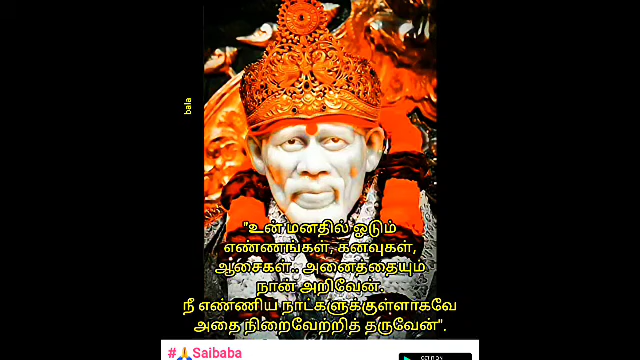 bala
"உன் மனதில் ஓடும்
எண்ணங்கள், கனவுகள்,
ஆசைகள்.. அனைத்தையும்
நான் அறிவேன்.
நீ எண்ணிய நாட்களுக்குள்ளாகவே
அதை நிறைவேற்றித் தருவேன்".
#🙏Saibaba